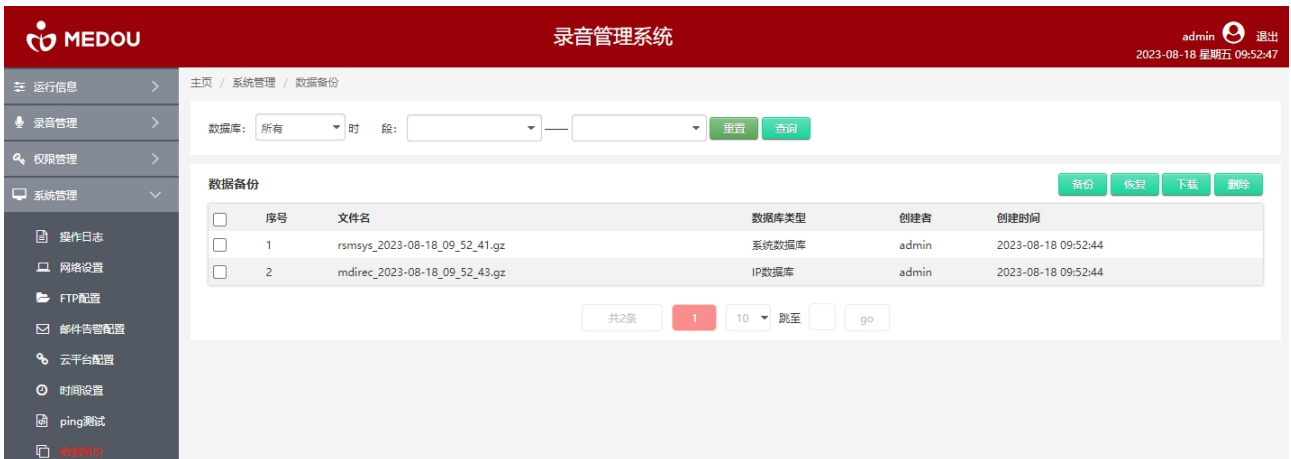 MEDOU
录音管理系统
admin 退出
2023-08-18 星期五 09:52:47
运行信息
录音管理
权限管理
系统管理
操作日志
网络设置
FTP配置
邮件告警配置
云平台配置
时间设置
ping测试
数据备份
主页 / 系统管理 / 数据备份
数据库: 所有 时 段: —— 重置 查询
数据备份 备份 恢复 下载 删除
序号 文件名 数据库类型 创建者 创建时间
1 rsmsys_2023-08-18_09_52_41.gz 系统数据库 admin 2023-08-18 09:52:44
2 mdirec_2023-08-18_09_52_43.gz IP数据库 admin 2023-08-18 09:52:44
共2条 1 10 跳至 go